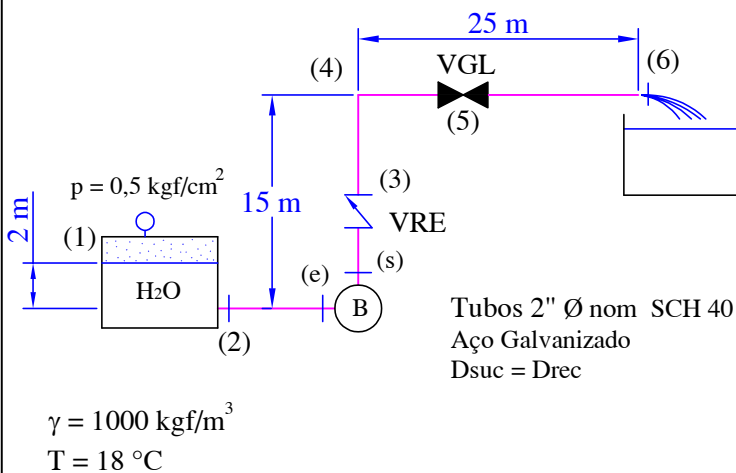 25 m
(4)
VGL
(6)
(5)
p = 0,5 kgf/cm²
2 m
(1)
15 m
(3)
VRE
H₂O
(e)
(s)
B
(2)
Tubos 2" Ø nom SCH 40
Aço Galvanizado
Dsuc = Drec
γ = 1000 kgf/m³
T = 18 °C